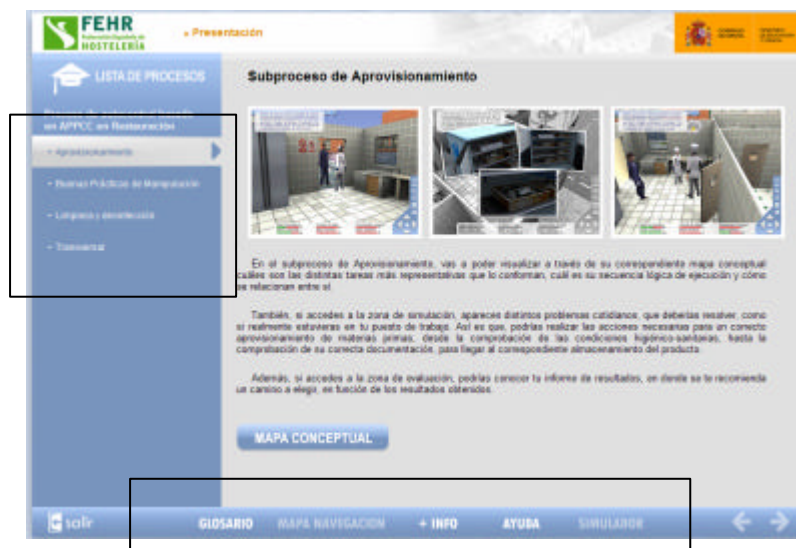 FEHR
Federación Española de
HOSTELERÍA
» Presentación
LISTA DE PROCESOS
Proceso de autocontrol basado
en APPCC en Restauración
- Aprovisionamiento
- Buenas Prácticas de Manipulación
- Limpieza y desinfección
- Transversal
Subproceso de Aprovisionamiento
En el subproceso de Aprovisionamiento, vas a poder visualizar a través de su correspondiente mapa conceptual
cuáles son las distintas tareas más representativas que lo conforman, cuál es su secuencia lógica de ejecución y cómo
se relacionan entre sí.
También, si accedes a la zona de simulación, aparecen distintos problemas cotidianos, que deberías resolver, como
si realmente estuvieras en tu puesto de trabajo. Así es que, podrías realizar las acciones necesarias para un correcto
aprovisionamiento de materias primas, desde la comprobación de las condiciones higiénico-sanitarias, hasta la
comprobación de su correcta documentación, para llegar al correspondiente almacenamiento del producto.
Además, si accedes a la zona de evaluación, podrías conocer tu informe de resultados, en donde se te recomienda
un camino a elegir, en función de los resultados obtenidos.
MAPA CONCEPTUAL
salir
GLOSARIO
MAPA NAVEGACION
+ INFO
AYUDA
SIMULADOR